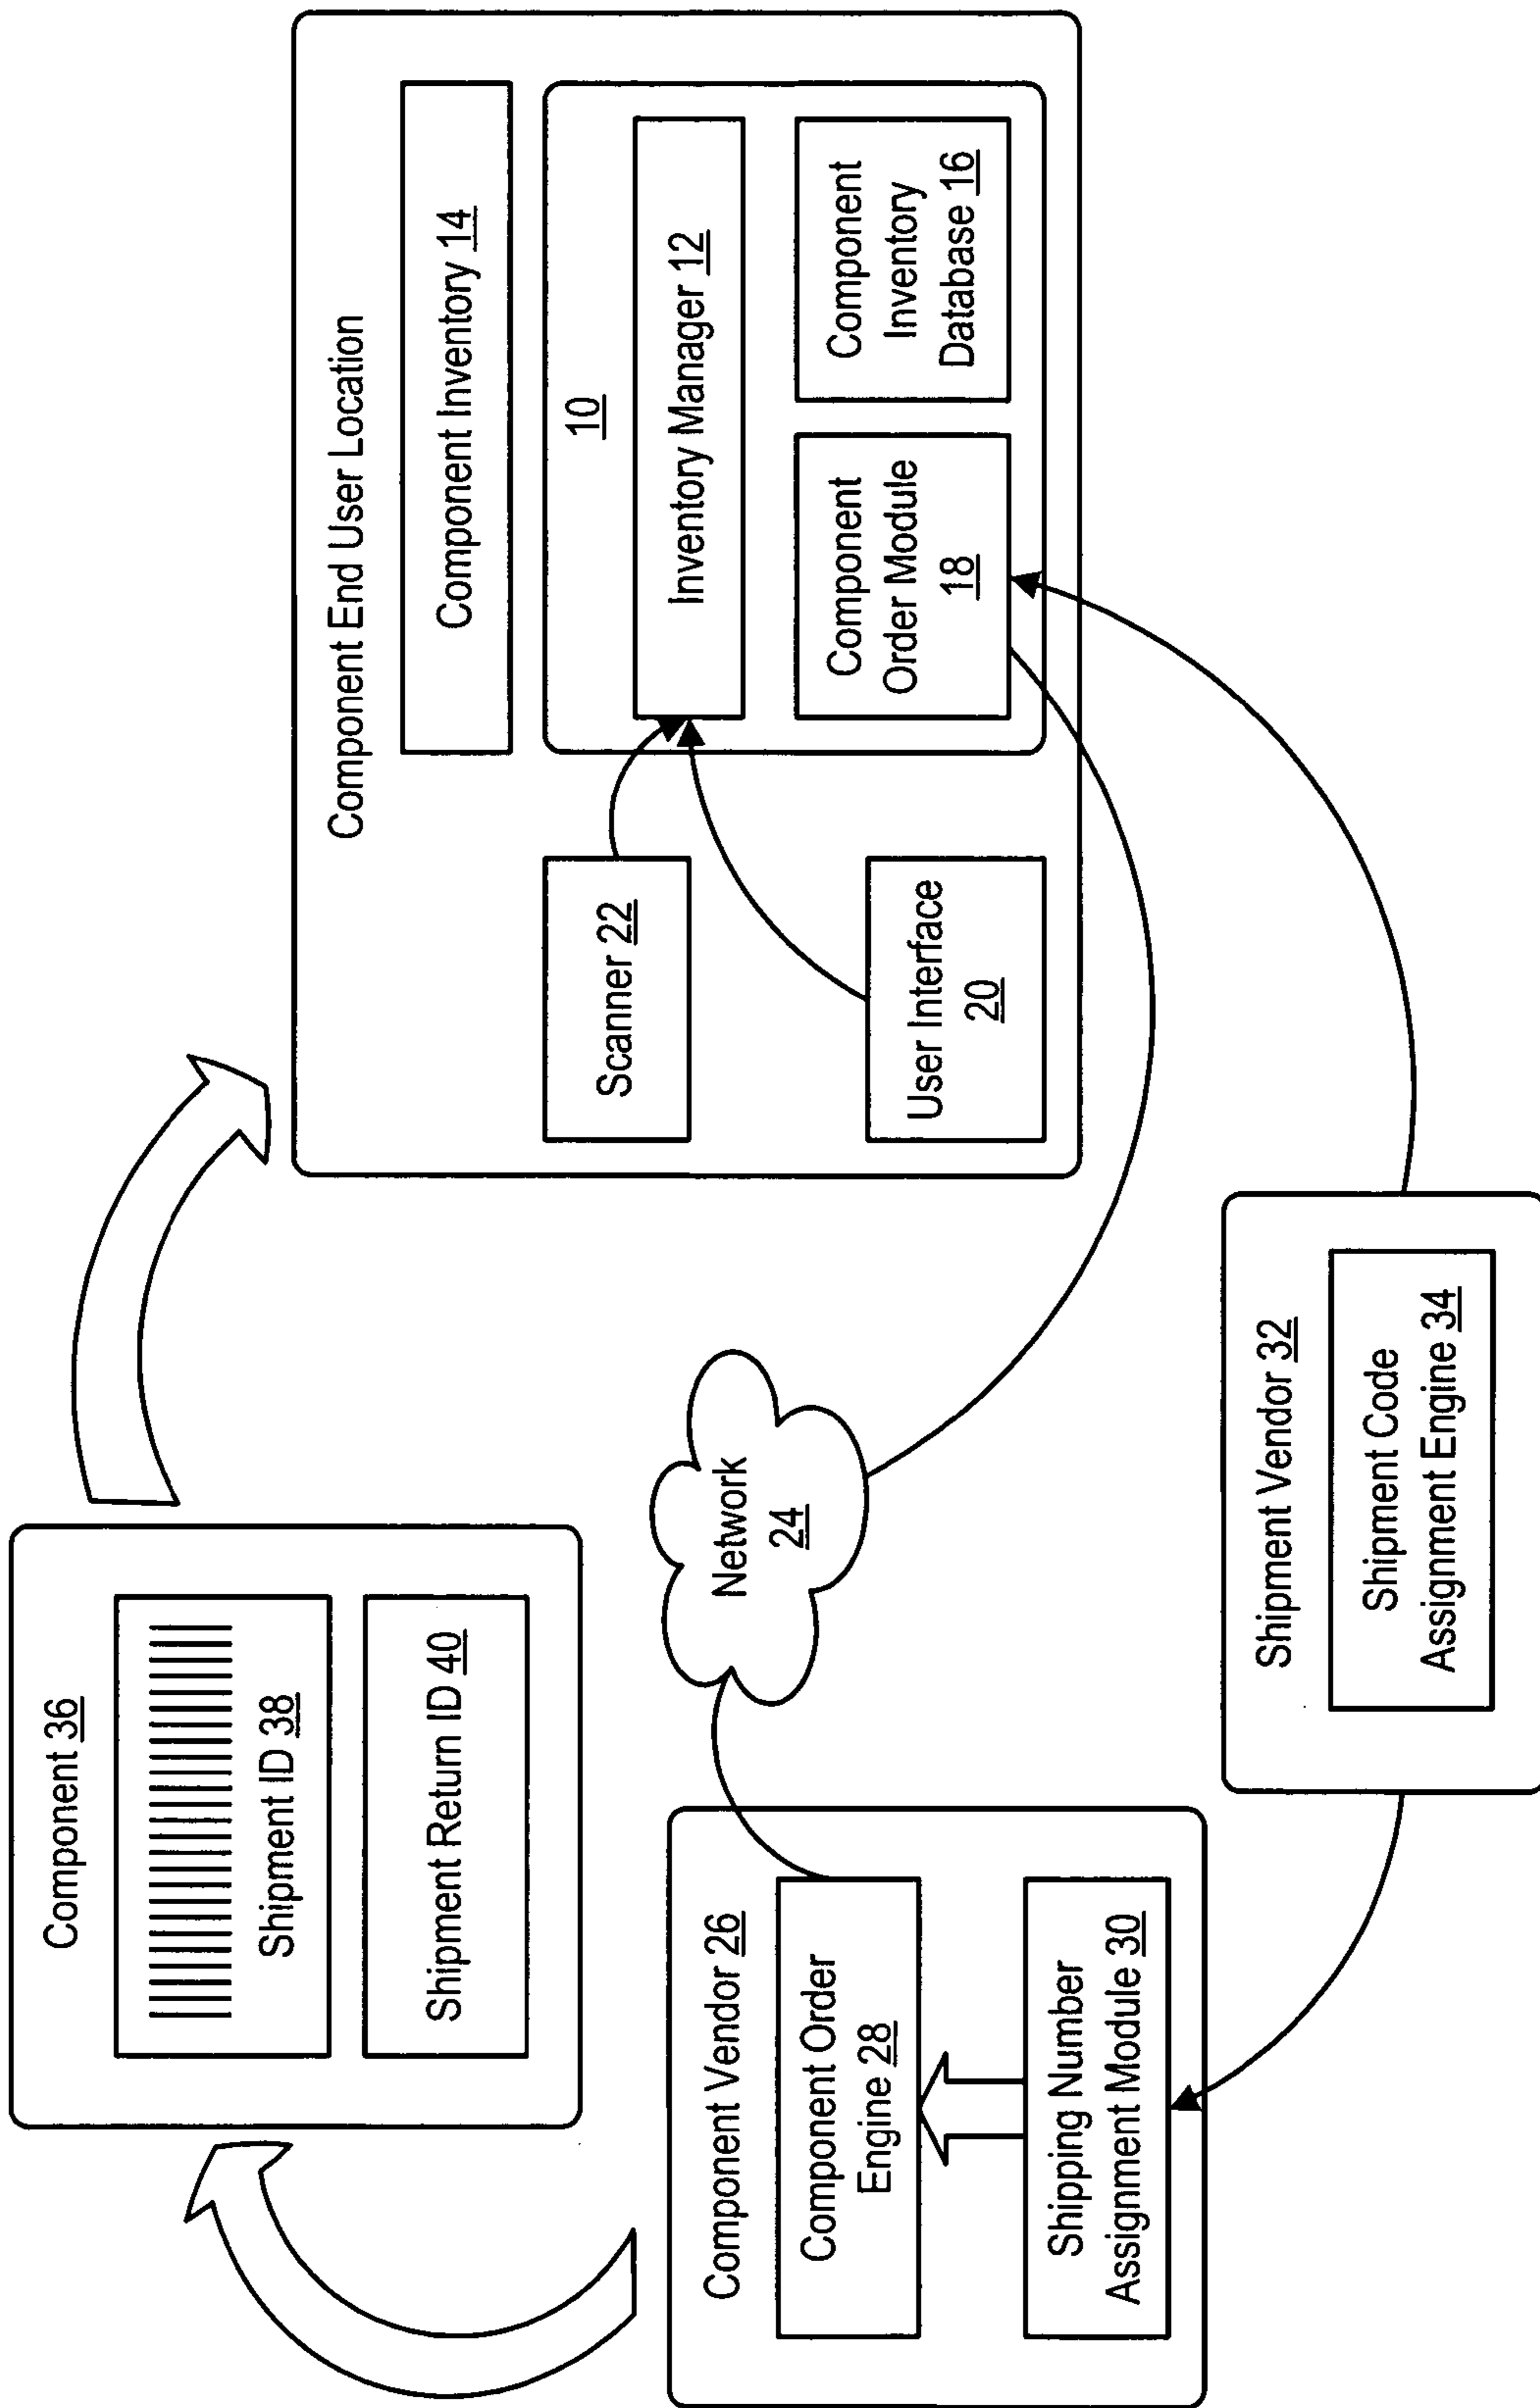 Component 36
Shipment ID 38
Shipment Return ID 40
Component End User Location
Component Inventory 14
10
Inventory Manager 12
Component
Order Module
18
Component
Inventory
Database 16
Scanner 22
User Interface
20
Network
24
Component Vendor 26
Component Order
Engine 28
Shipping Number
Assignment Module 30
Shipment Vendor 32
Shipment Code
Assignment Engine 34